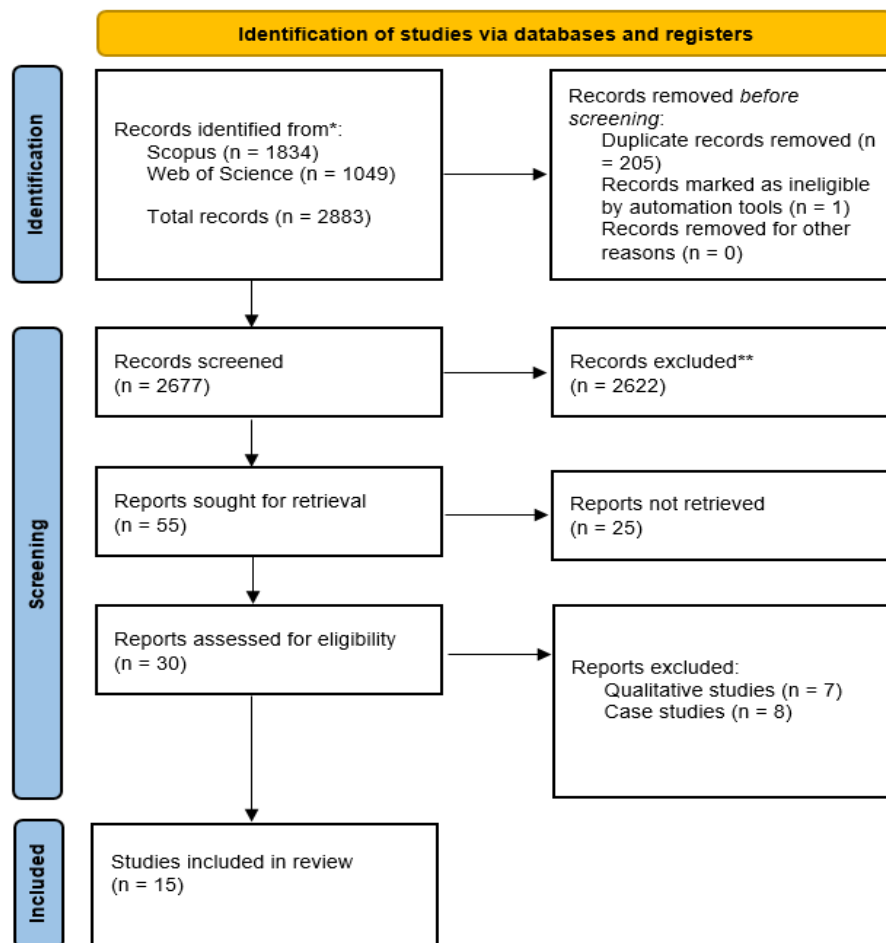 Identification of studies via databases and registers
Identification
Records identified from*:
Scopus (n = 1834)
Web of Science (n = 1049)
Total records (n = 2883)
Records removed before
screening:
Duplicate records removed (n
= 205)
Records marked as ineligible
by automation tools (n = 1)
Records removed for other
reasons (n = 0)
Screening
Records screened
(n = 2677)
Records excluded**
(n = 2622)
Reports sought for retrieval
(n = 55)
Reports not retrieved
(n = 25)
Reports assessed for eligibility
(n = 30)
Reports excluded:
Qualitative studies (n = 7)
Case studies (n = 8)
Included
Studies included in review
(n = 15)